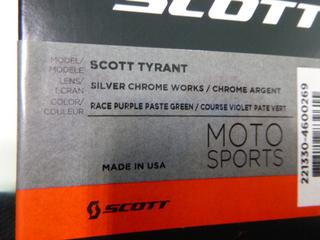 SCOTT
MODEL/
MODELE
SCOTT TYRANT
LENS/
ECRAN
SILVER CHROME WORKS / CHROME ARGENT
COLOR/
COULEUR
RACE PURPLE PASTE GREEN / COURSE VIOLET PATE VERT
MOTO
SPORTS
MADE IN USA
SCOTT
221330-4600269